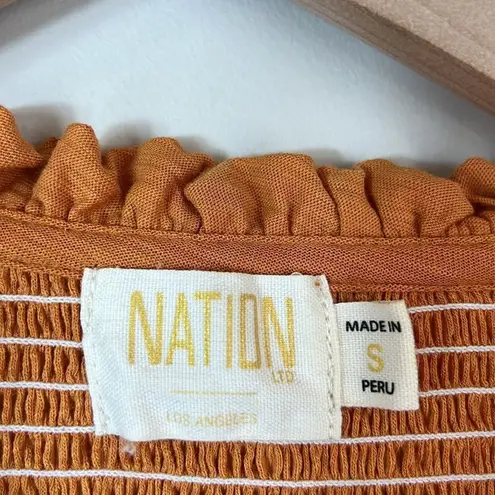 NATION
LTD
LOS ANGELES
MADE IN
S
PERU